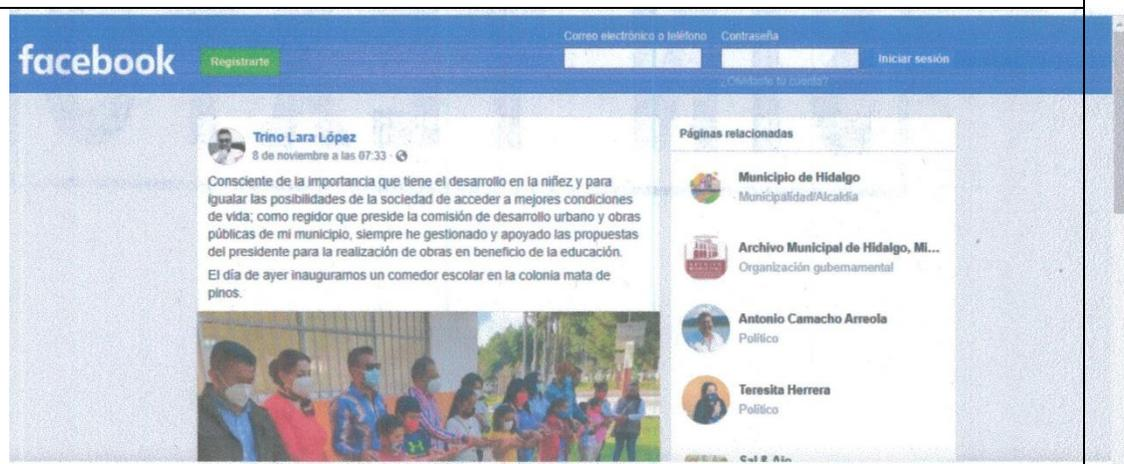 facebook
Registrarte
Correo electrónico o teléfono
Contraseña
Iniciar sesión
¿Olvidaste tu cuenta?
Trino Lara López
8 de noviembre a las 07:33
Consciente de la importancia que tiene el desarrollo en la niñez y para
igualar las posibilidades de la sociedad de acceder a mejores condiciones
de vida; como regidor que preside la comisión de desarrollo urbano y obras
públicas de mi municipio, siempre he gestionado y apoyado las propuestas
del presidente para la realización de obras en beneficio de la educación.
El día de ayer inauguramos un comedor escolar en la colonia mata de
pinos.
Páginas relacionadas
Municipio de Hidalgo
Municipalidad/Alcaldía
Archivo Municipal de Hidalgo, Mi...
Organización gubernamental
Antonio Camacho Arreola
Político
Teresita Herrera
Político
Sal & Ajo